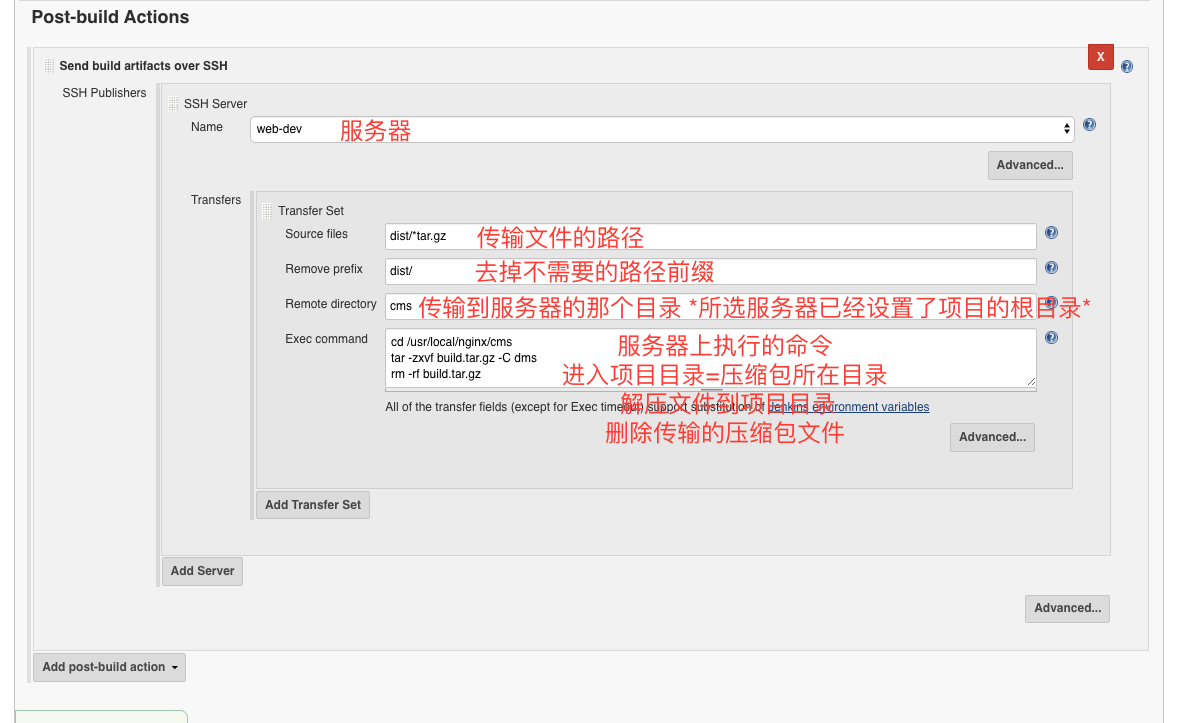 Post-build Actions
Send build artifacts over SSH
X
SSH Publishers
SSH Server
Name
web-dev
服务器
Advanced...
Transfers
Transfer Set
Source files
dist/*tar.gz
传输文件的路径
Remove prefix
dist/
去掉不需要的路径前缀
Remote directory
cms
传输到服务器的那个目录 *所选服务器已经设置了项目的根目录*
Exec command
cd /usr/local/nginx/cms
tar -zxvf build.tar.gz -C dms
rm -rf build.tar.gz
服务器上执行的命令
进入项目目录=压缩包所在目录
解压文件到项目目录
删除传输的压缩包文件
All of the transfer fields (except for Exec timeout) support substitution of Jenkins environment variables
Advanced...
Add Transfer Set
Add Server
Advanced...
Add post-build action